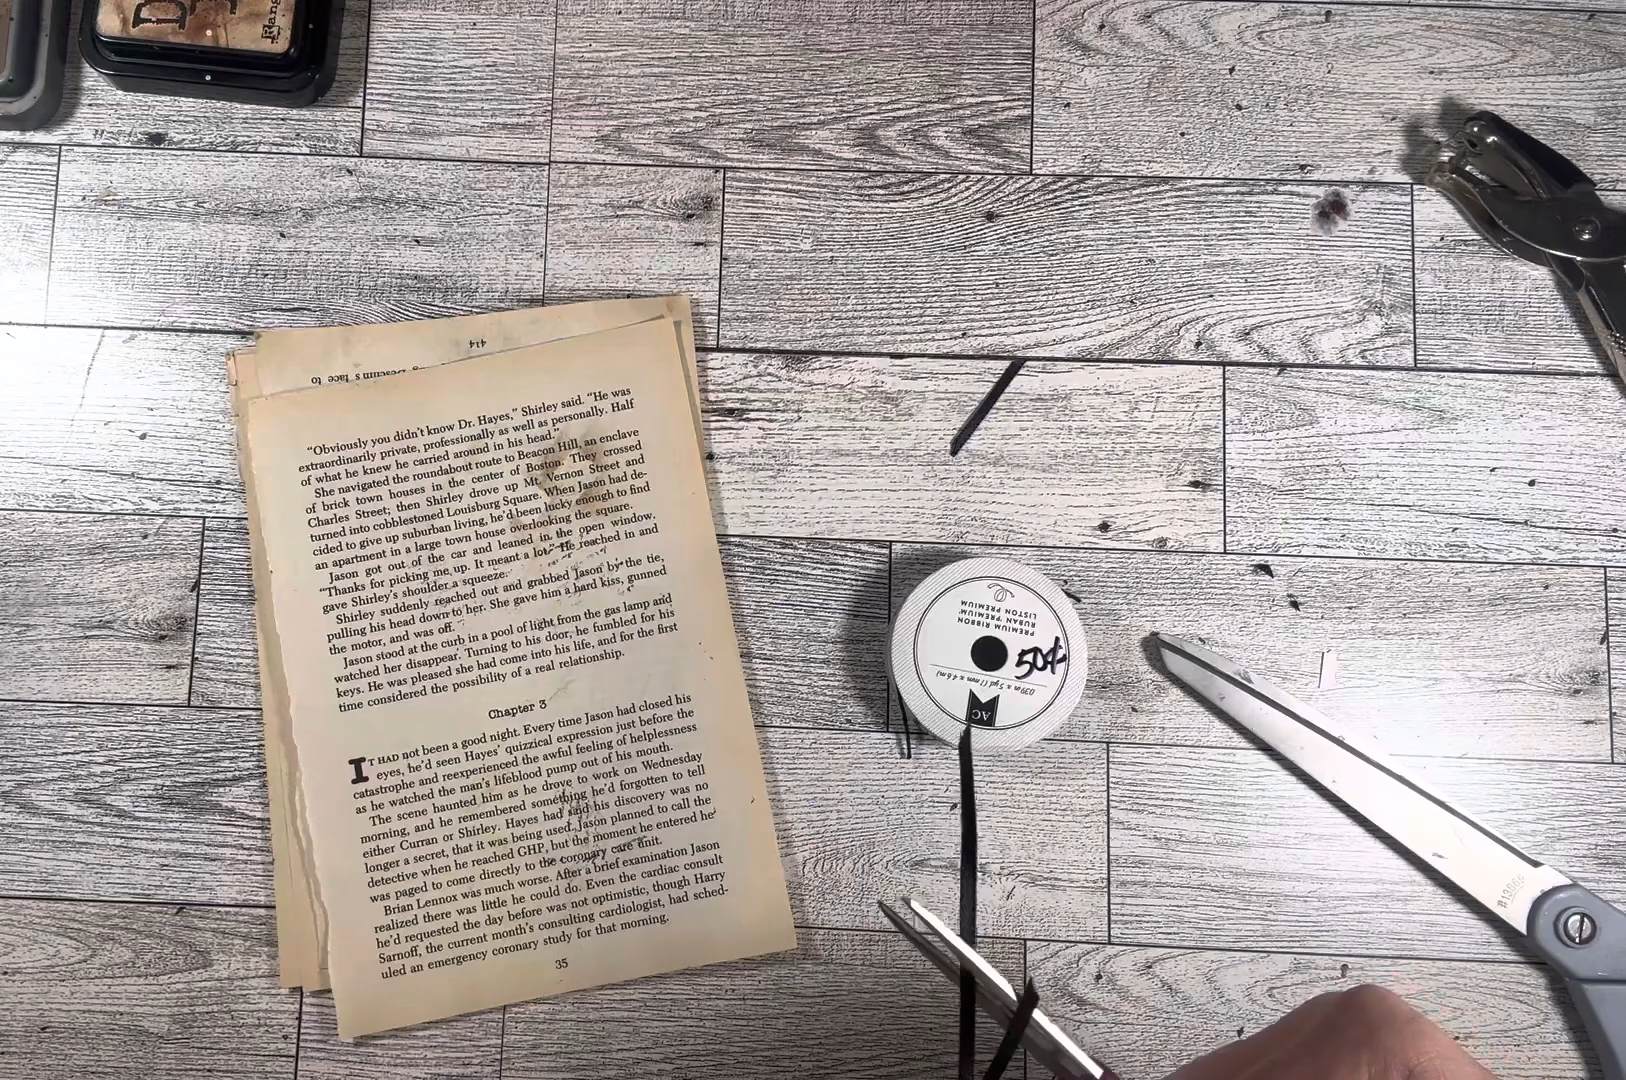 Rang
414
"Obviously you didn't know Dr. Hayes," Shirley said. "He was
extraordinarily private, professionally as well as personally. Half
of what he knew he carried around in his head."
She navigated the roundabout route to Beacon Hill, an enclave
of brick town houses in the center of Boston. They crossed
Charles Street; then Shirley drove up Mt. Vernon Street and
turned into cobblestoned Louisburg Square. When Jason had de-
cided to give up suburban living, he'd been lucky enough to find
an apartment in a large town house overlooking the square.
Jason got out of the car and leaned in the open window.
"Thanks for picking me up. It meant a lot." He reached in and
gave Shirley's shoulder a squeeze.
Shirley suddenly reached out and grabbed Jason by the tie,
pulling his head down to her. She gave him a hard kiss, gunned
the motor, and was off.
Jason stood at the curb in a pool of light from the gas lamp and
watched her disappear. Turning to his door, he fumbled for his
keys. He was pleased she had come into his life, and for the first
time considered the possibility of a real relationship.
Chapter 3
IT HAD not been a good night. Every time Jason had closed his
eyes, he'd seen Hayes' quizzical expression just before the
catastrophe and reexperienced the awful feeling of helplessness
as he watched the man's lifeblood pump out of his mouth.
The scene haunted him as he drove to work on Wednesday
morning, and he remembered something he'd forgotten to tell
either Curran or Shirley. Hayes had said his discovery was no
longer a secret, that it was being used. Jason planned to call the
detective when he reached GHP, but the moment he entered he
was paged to come directly to the coronary care unit.
Brian Lennox was much worse. After a brief examination Jason
realized there was little he could do. Even the cardiac consult
he'd requested the day before was not optimistic, though Harry
Sarnoff, the current month's consulting cardiologist, had sched-
uled an emergency coronary study for that morning.
35
AC
.039 in x 5 yd (1 mm x 4.6 m)
50¢
PREMIUM RIBBON
RUBAN 'PREMIUM'
LISTON PREMIUM